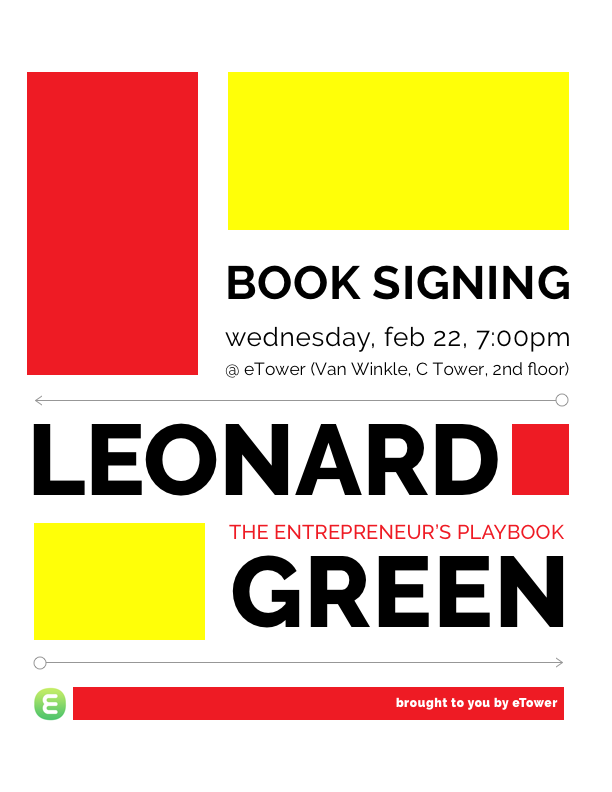 BOOK SIGNING
wednesday, feb 22, 7:00pm
@ eTower (Van Winkle, C Tower, 2nd floor)
LEONARD
THE ENTREPRENEUR'S PLAYBOOK
GREEN
E
brought to you by eTower